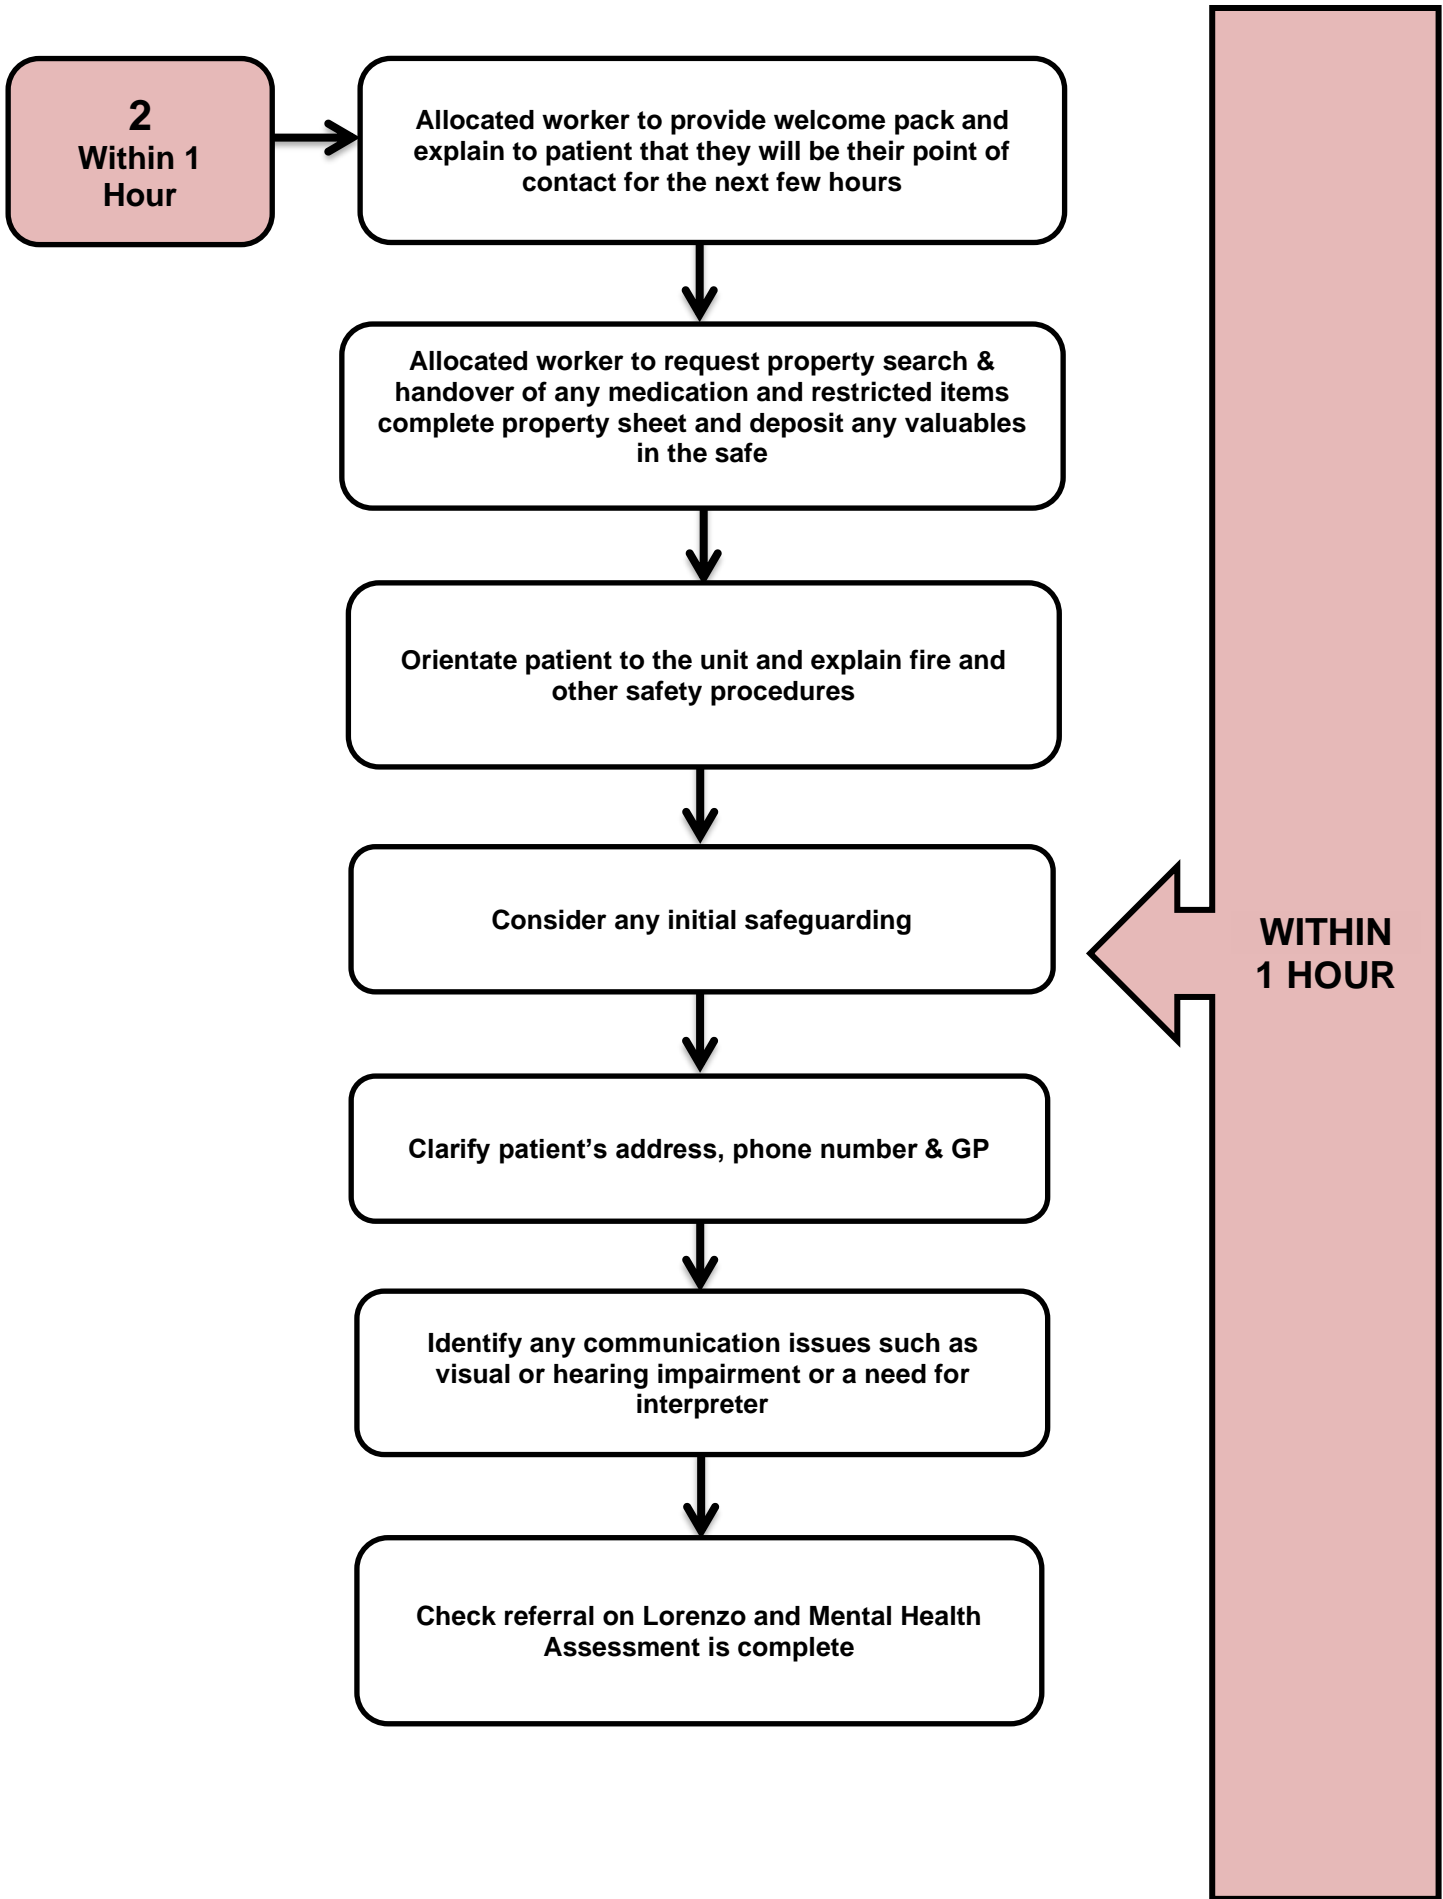 2
Within 1
Hour
Allocated worker to provide welcome pack and
explain to patient that they will be their point of
contact for the next few hours
Allocated worker to request property search &
handover of any medication and restricted items
complete property sheet and deposit any valuables
in the safe
Orientate patient to the unit and explain fire and
other safety procedures
Consider any initial safeguarding
WITHIN
1 HOUR
Clarify patient’s address, phone number & GP
Identify any communication issues such as
visual or hearing impairment or a need for
interpreter
Check referral on Lorenzo and Mental Health
Assessment is complete